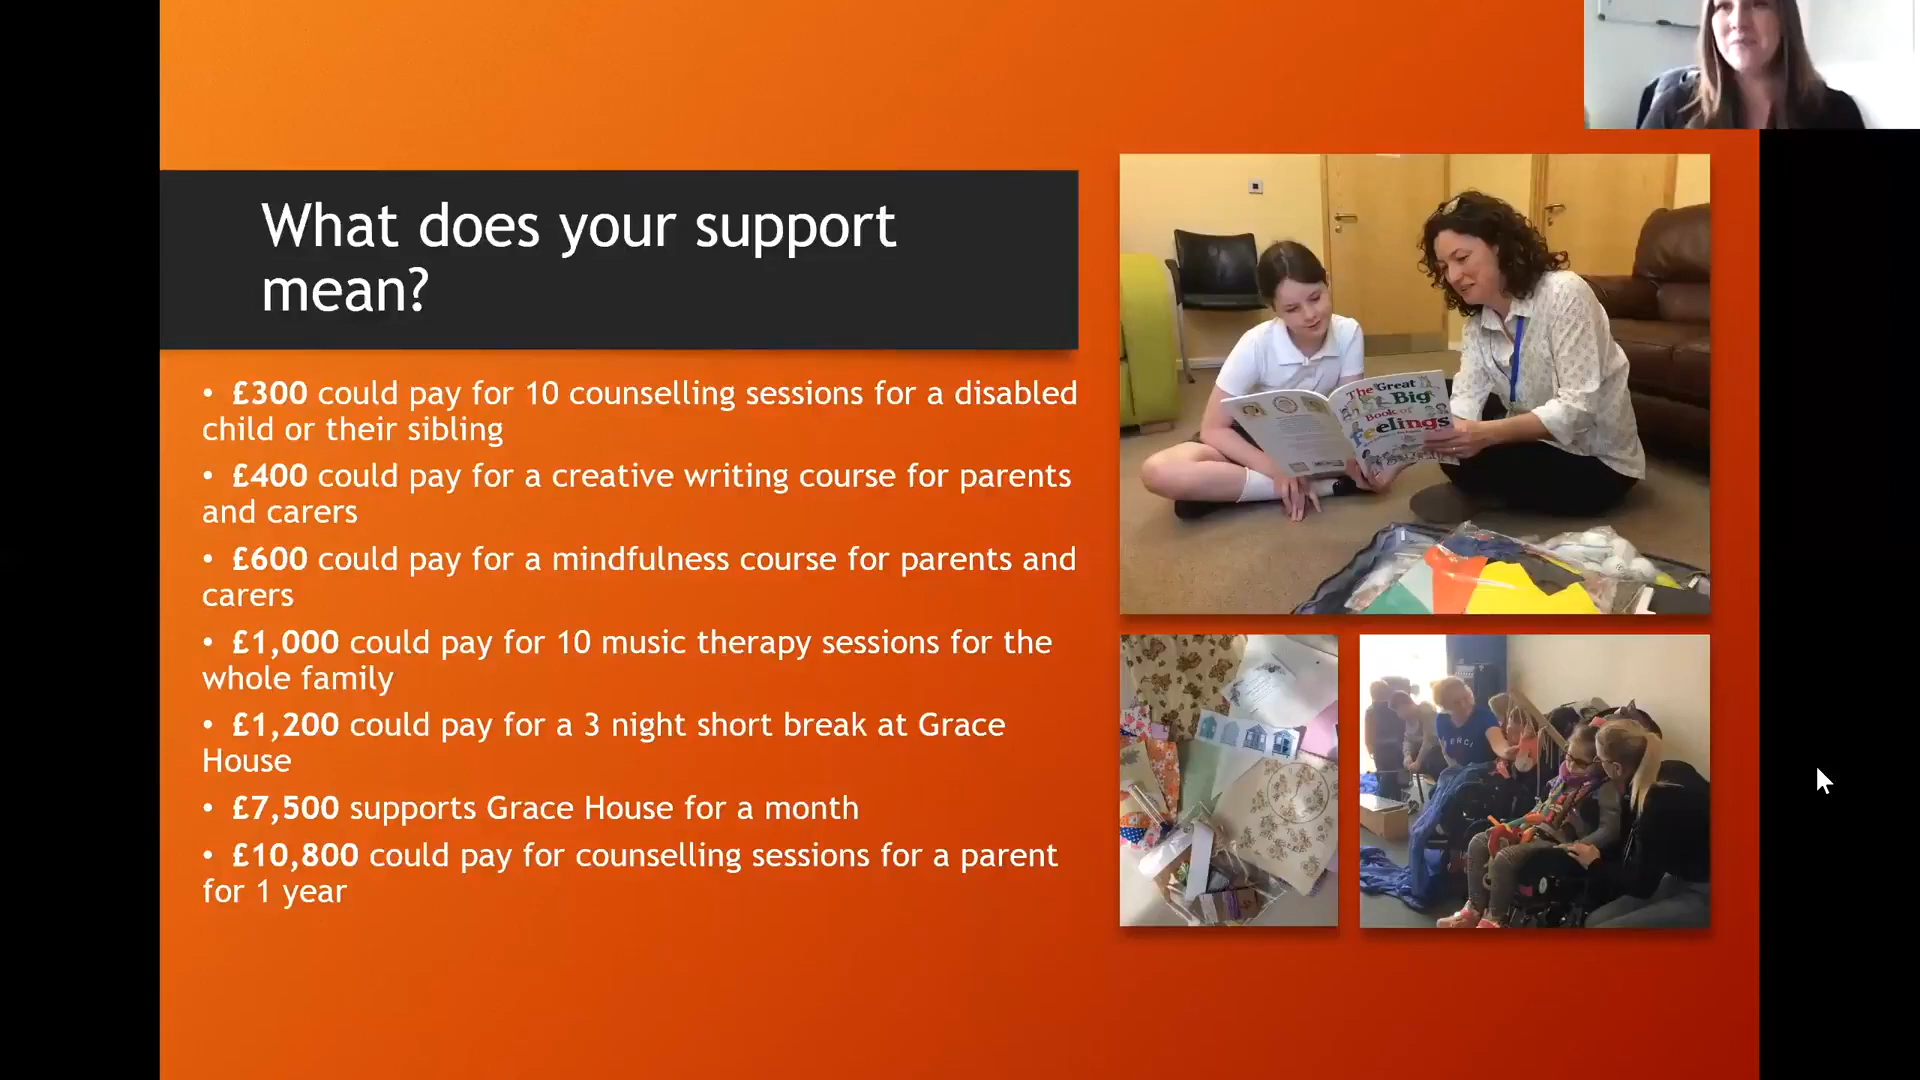 What does your support
mean?
• £300 could pay for 10 counselling sessions for a disabled
child or their sibling
• £400 could pay for a creative writing course for parents
and carers
• £600 could pay for a mindfulness course for parents and
carers
• £1,000 could pay for 10 music therapy sessions for the
whole family
• £1,200 could pay for a 3 night short break at Grace
House
• £7,500 supports Grace House for a month
• £10,800 could pay for counselling sessions for a parent
for 1 year
The Great
Big
Book of
Feelings